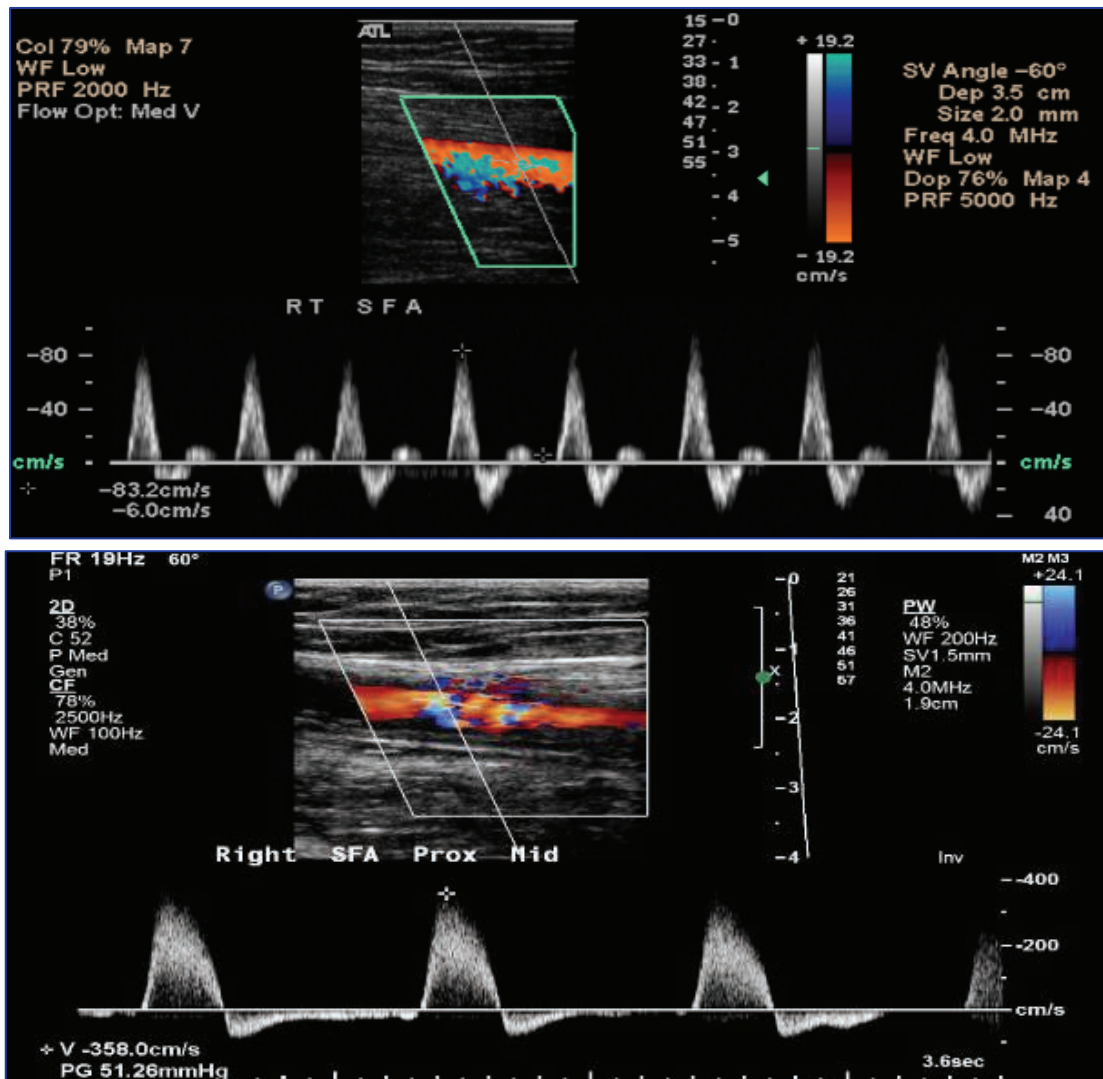 Col 79% Map 7
WF Low
PRF 2000 Hz
Flow Opt: Med V
ATL
15 0
27
33 1
38
42 2
47
51
55 3
4
5
+ 19.2
- 19.2
cm/s
SV Angle -60°
Dep 3.5 cm
Size 2.0 mm
Freq 4.0 MHz
WF Low
Dop 76% Map 4
PRF 5000 Hz
RT SFA
-80 -80
-40 -40
cm/s cm/s
-83.2cm/s
-6.0cm/s
40
FR 19Hz 60°
P1
2D
38%
C 52
P Med
Gen
CF
78%
2500Hz
WF 100Hz
Med
P
0
1
2
3
4
x
21
26
31
36
41
46
51
57
PW
48%
WF 200Hz
SV1.5mm
M2
4.0MHz
1.9cm
M2 M3
+24.1
-24.1
cm/s
Right SFA Prox Mid
Inv
-400
-200
cm/s
V -358.0cm/s
PG 51.26mmHg
3.6sec